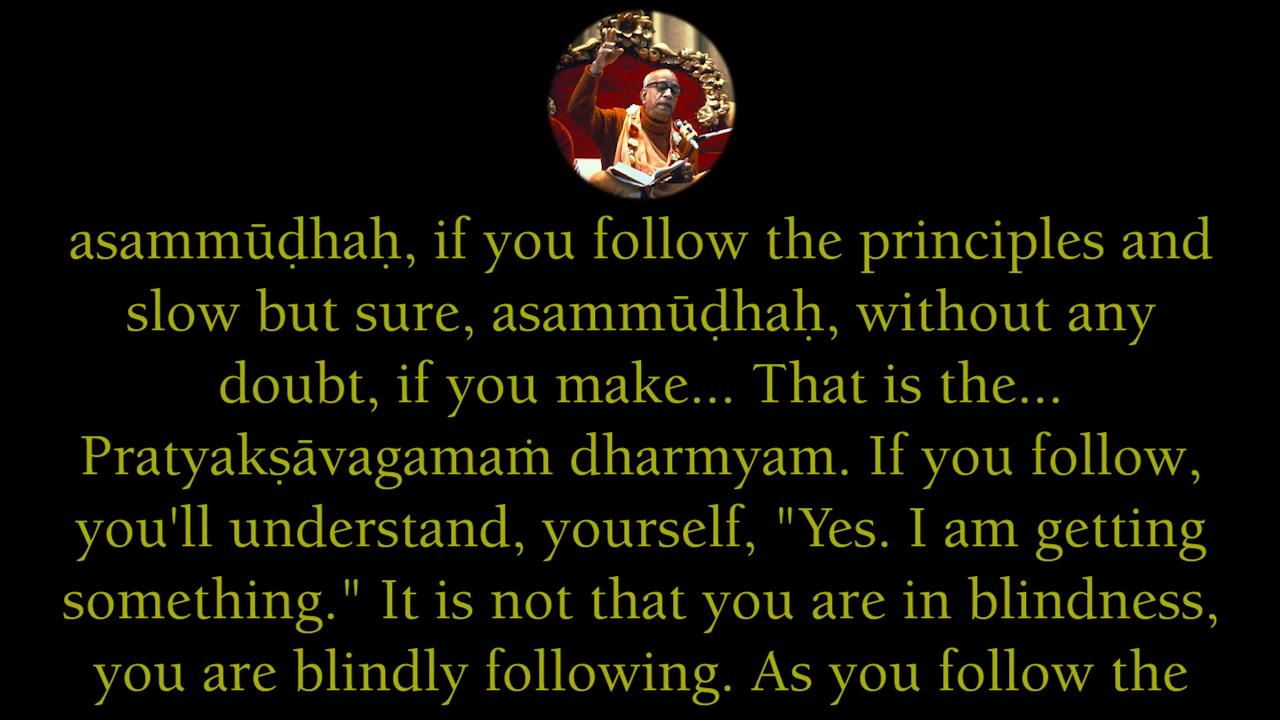 asammūḍhaḥ, if you follow the principles and
slow but sure, asammūḍhaḥ, without any
doubt, if you make... That is the...
Pratyakṣāvagamaṁ dharmyam. If you follow,
you'll understand, yourself, "Yes. I am getting
something." It is not that you are in blindness,
you are blindly following. As you follow the